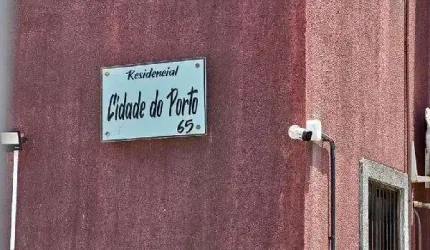 Residencial
Cidade do Porto
65